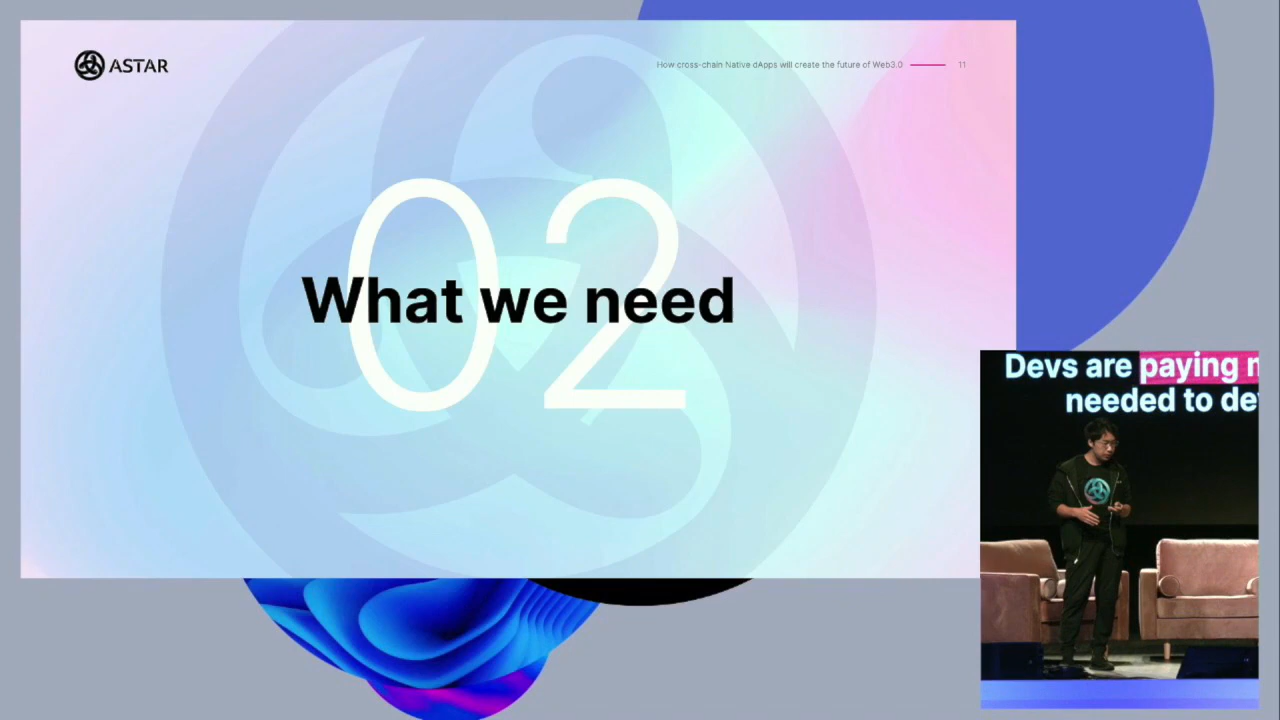 ASTAR
How cross-chain Native dApps will create the future of Web3.0
11
02
What we need
Devs are paying
needed to